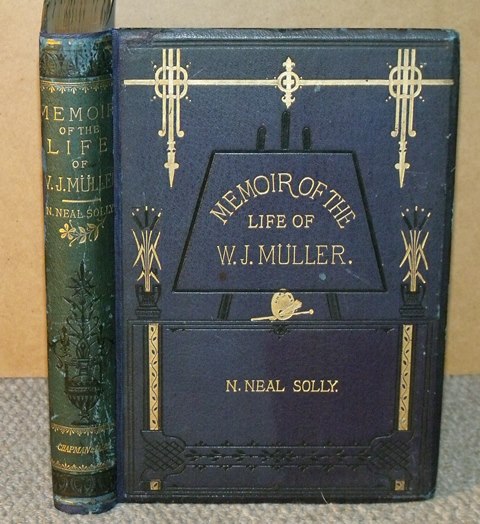 MEMOIR
OF THE
LIFE
OF
W. J. MÜLLER
N. NEAL SOLLY
CHAPMAN
MEMOIR OF THE
LIFE OF
W. J. MÜLLER.
N. NEAL SOLLY.